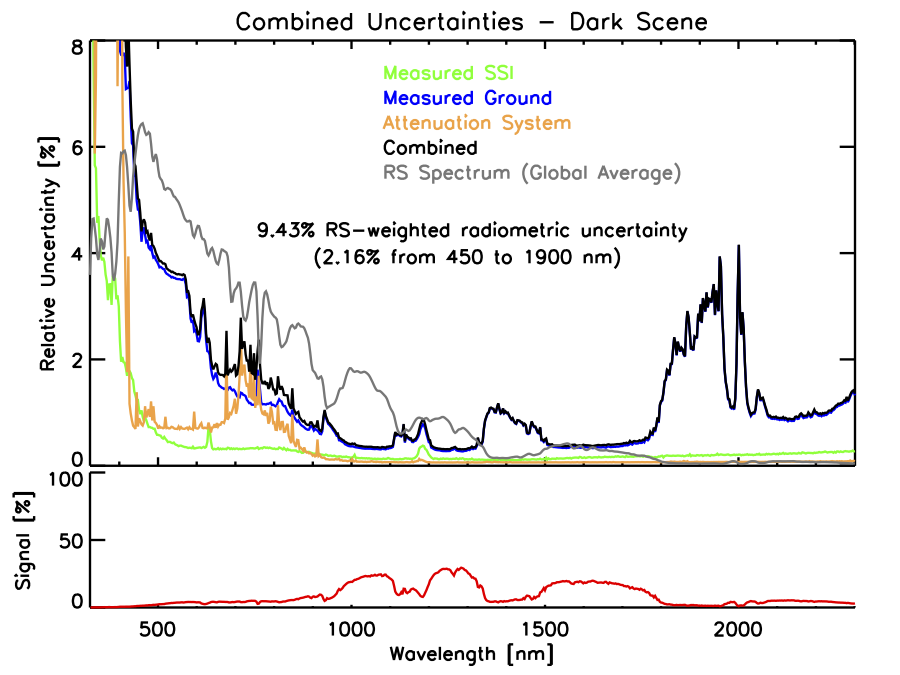 Combined Uncertainties – Dark Scene
8
6
4
2
0
Relative Uncertainty [%]
Measured SSI
Measured Ground
Attenuation System
Combined
RS Spectrum (Global Average)
9.43% RS–weighted radiometric uncertainty
(2.16% from 450 to 1900 nm)
100
50
0
Signal [%]
500 1000 1500 2000
Wavelength [nm]